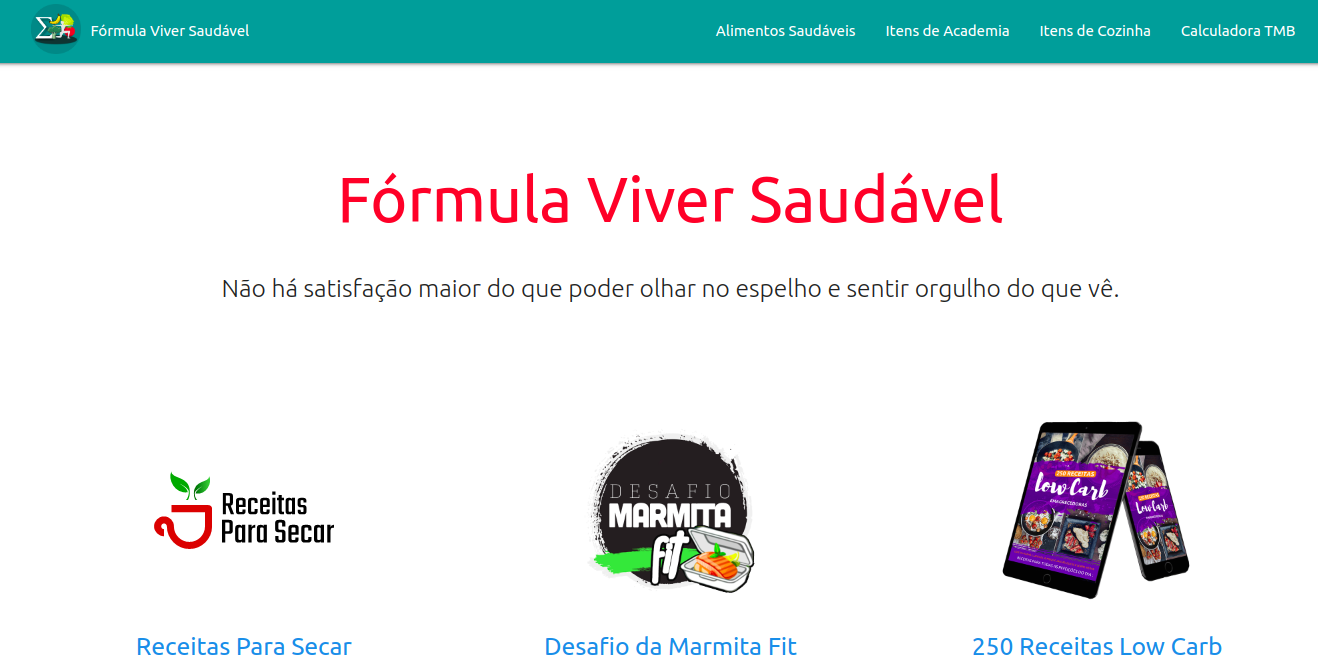 Fórmula Viver Saudável
Alimentos Saudáveis
Itens de Academia
Itens de Cozinha
Calculadora TMB
Fórmula Viver Saudável
Não há satisfação maior do que poder olhar no espelho e sentir orgulho do que vê.
Receitas
Para Secar
DESAFIO
MARMITA
fit
250 RECEITAS
Low Carb
EMAGRECEDORAS
Low Carb
Receitas Para Secar
Desafio da Marmita Fit
250 Receitas Low Carb